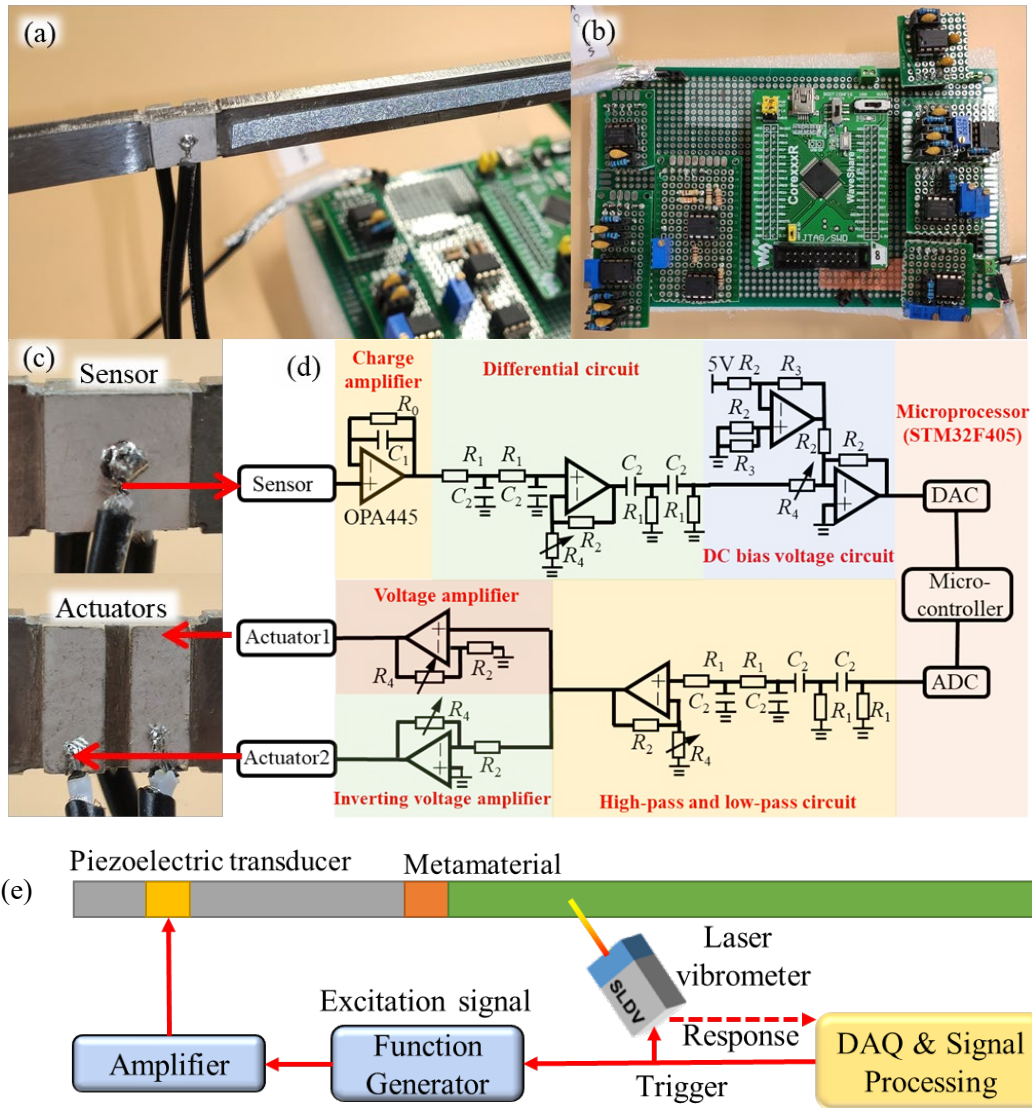 (a)
(b)
CorexxxR
WaveShare
JTAG/SWD
8
(c)
Sensor
Actuators
(d)
Charge
amplifier
Differential circuit
Microprocessor
(STM32F405)
5V
R2
R3
R2
R3
R2
R2
R4
R0
C1
OPA445
R1
R1
C2
C2
R2
R4
C2
C2
R1
R1
DC bias voltage circuit
Sensor
DAC
Micro-
controller
ADC
Voltage amplifier
Actuator1
R4
R2
Actuator2
R4
R2
Inverting voltage amplifier
R1
R1
C2
C2
C2
C2
R1
R1
R2
R4
High-pass and low-pass circuit
(e)
Piezoelectric transducer
Metamaterial
Laser
vibrometer
SLDV
Excitation signal
Response
Amplifier
Function
Generator
Trigger
DAQ & Signal
Processing